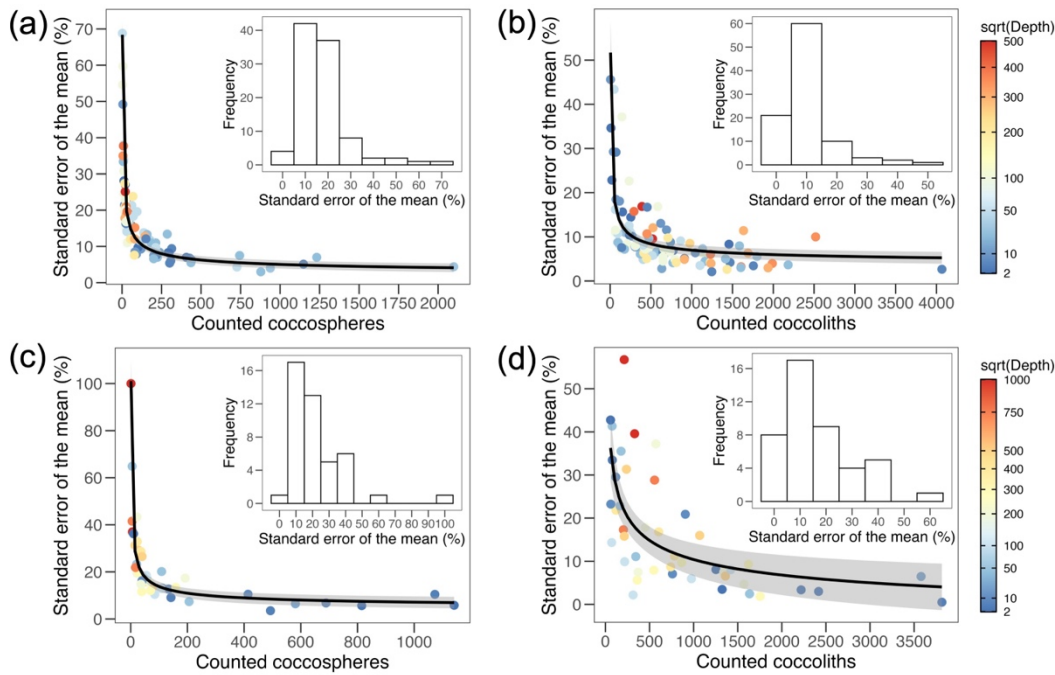 (a)
Standard error of the mean (%)
70
60
50
40
30
20
10
0
0 250 500 750 1000 1250 1500 1750 2000
Counted coccospheres
Frequency
40
30
20
10
0
0 10 20 30 40 50 60 70
Standard error of the mean (%)
(b)
Standard error of the mean (%)
50
40
30
20
10
0
0 500 1000 1500 2000 2500 3000 3500 4000
Counted coccoliths
Frequency
60
50
40
30
20
10
0
0 10 20 30 40 50
Standard error of the mean (%)
sqrt(Depth)
500
400
300
200
100
50
10
2
(c)
Standard error of the mean (%)
100
80
60
40
20
0
0 200 400 600 800 1000
Counted coccospheres
Frequency
16
12
8
4
0
0 10 20 30 40 50 60 70 80 90 100
Standard error of the mean (%)
(d)
Standard error of the mean (%)
50
40
30
20
10
0
0 500 1000 1500 2000 2500 3000 3500
Counted coccoliths
Frequency
16
12
8
4
0
0 10 20 30 40 50 60
Standard error of the mean (%)
sqrt(Depth)
1000
750
500
400
300
200
100
50
10
2